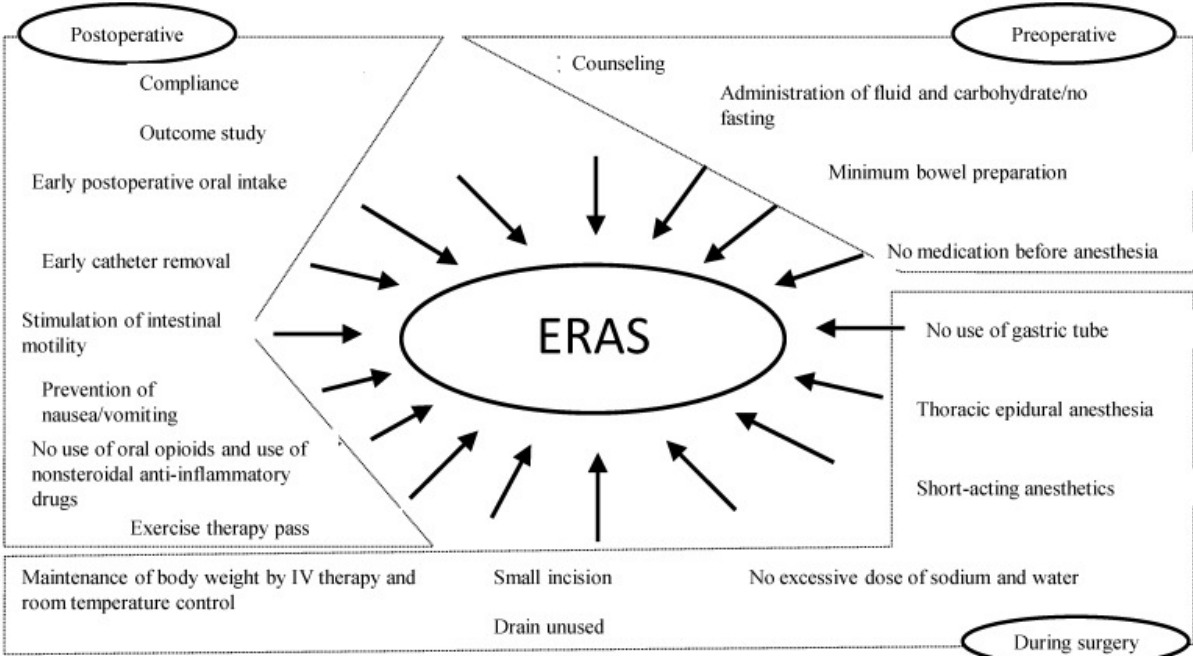 Postoperative
Compliance
Outcome study
Early postoperative oral intake
Early catheter removal
Stimulation of intestinal
motility
Prevention of
nausea/vomiting
No use of oral opioids and use of
nonsteroidal anti-inflammatory
drugs
Exercise therapy pass
Preoperative
: Counseling
Administration of fluid and carbohydrate/no
fasting
Minimum bowel preparation
No medication before anesthesia
ERAS
No use of gastric tube
Thoracic epidural anesthesia
Short-acting anesthetics
Maintenance of body weight by IV therapy and
room temperature control
Small incision
Drain unused
No excessive dose of sodium and water
During surgery